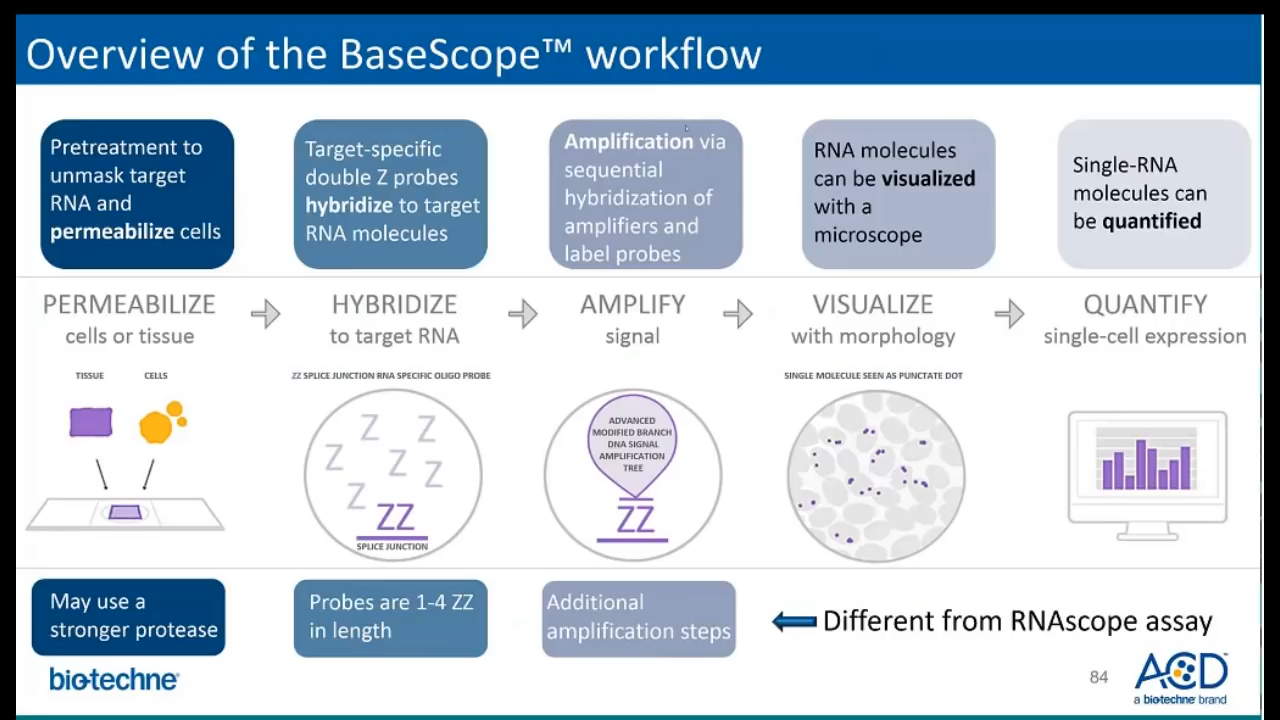 Overview of the BaseScope™ workflow
Pretreatment to
unmask target
RNA and
permeabilize cells
Target-specific
double Z probes
hybridize to target
RNA molecules
Amplification via
sequential
hybridization of
amplifiers and
label probes
RNA molecules
can be visualized
with a
microscope
Single-RNA
molecules can
be quantified
PERMEABILIZE
cells or tissue
HYBRIDIZE
to target RNA
AMPLIFY
signal
VISUALIZE
with morphology
QUANTIFY
single-cell expression
TISSUE
CELLS
ZZ SPLICE JUNCTION RNA SPECIFIC OLIGO PROBE
Z
Z
Z
Z
Z
Z
ZZ
SPLICE JUNCTION
ADVANCED
MODIFIED BRANCH
DNA SIGNAL
AMPLIFICATION
TREE
ZZ
SINGLE MOLECULE SEEN AS PUNCTATE DOT
May use a
stronger protease
Probes are 1-4 ZZ
in length
Additional
amplification steps
Different from RNAscope assay
bio-techne®
84
ACD™
a biotechne brand